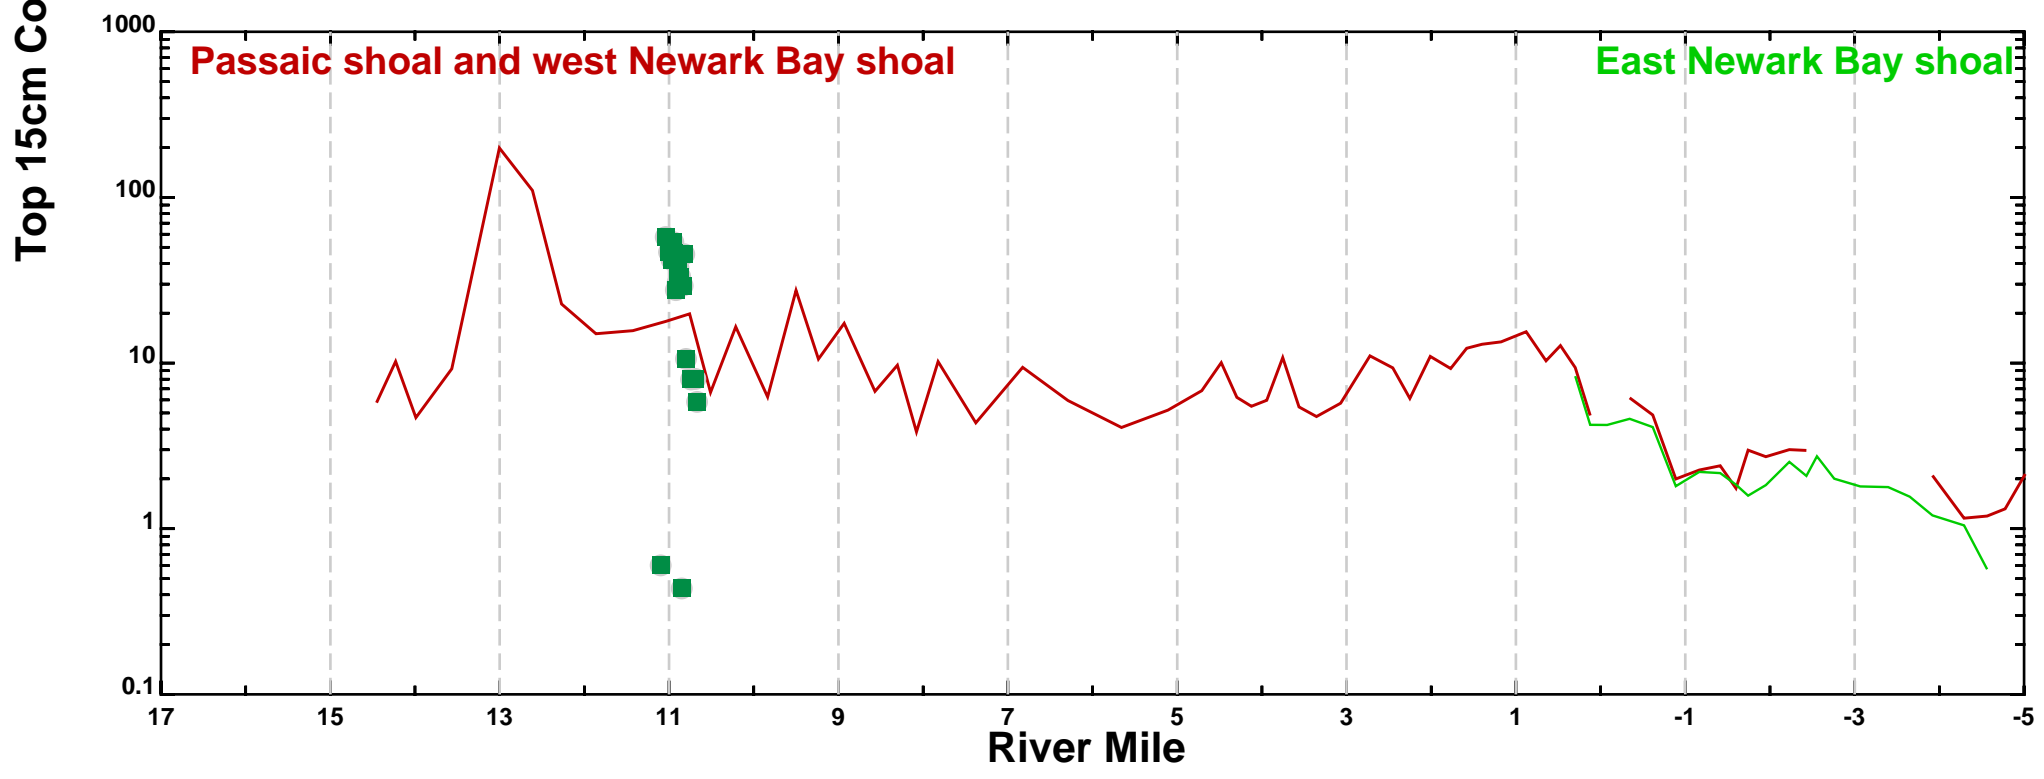 Top 15cm Co
1000
100
10
1
0.1
Passaic shoal and west Newark Bay shoal
East Newark Bay shoal
17 15 13 11 9 7 5 3 1 -1 -3 -5
River Mile